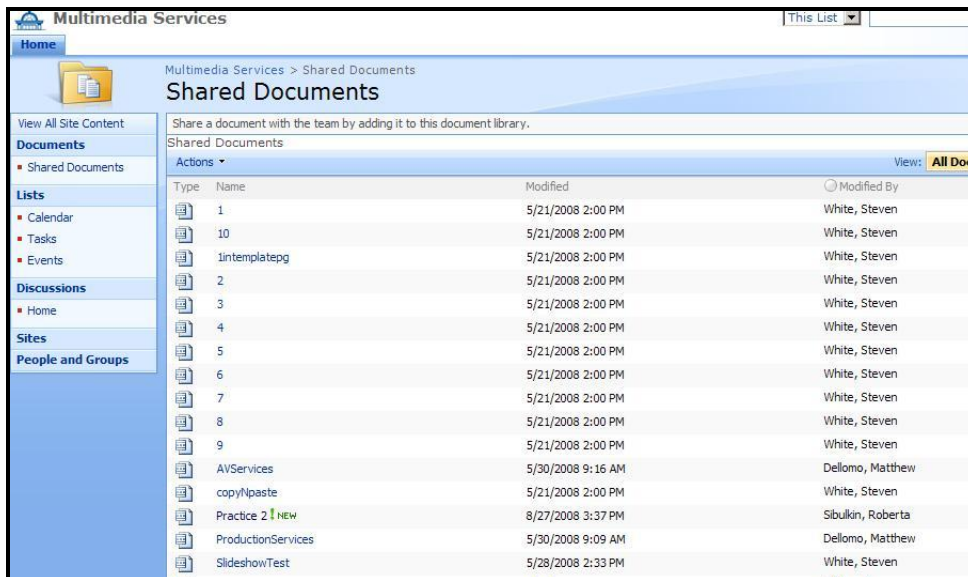 Multimedia Services
This List
Home
Multimedia Services > Shared Documents
Shared Documents
View All Site Content
Documents
Shared Documents
Lists
Calendar
Tasks
Events
Discussions
Home
Sites
People and Groups
Share a document with the team by adding it to this document library.
Shared Documents
Actions View: All Doc
Type Name Modified Modified By
1 5/21/2008 2:00 PM White, Steven
10 5/21/2008 2:00 PM White, Steven
1intemplatepg 5/21/2008 2:00 PM White, Steven
2 5/21/2008 2:00 PM White, Steven
3 5/21/2008 2:00 PM White, Steven
4 5/21/2008 2:00 PM White, Steven
5 5/21/2008 2:00 PM White, Steven
6 5/21/2008 2:00 PM White, Steven
7 5/21/2008 2:00 PM White, Steven
8 5/21/2008 2:00 PM White, Steven
9 5/21/2008 2:00 PM White, Steven
AVServices 5/30/2008 9:16 AM Dellomo, Matthew
copyNpaste 5/21/2008 2:00 PM White, Steven
Practice 2 ! NEW 8/27/2008 3:37 PM Sibulkin, Roberta
ProductionServices 5/30/2008 9:09 AM Dellomo, Matthew
SlideshowTest 5/28/2008 2:33 PM White, Steven